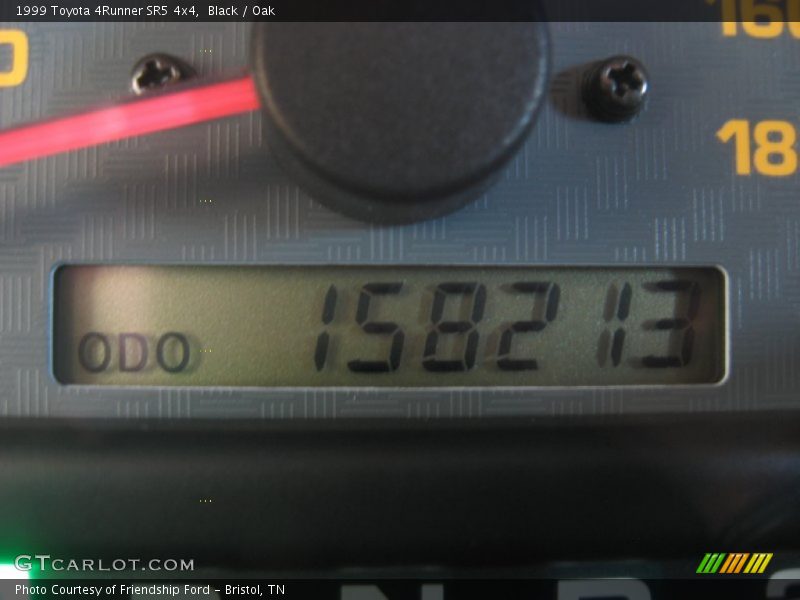 1999 Toyota 4Runner SR5 4x4, Black / Oak
160
18
ODO 158213
GTCARLOT.COM
Photo Courtesy of Friendship Ford - Bristol, TN